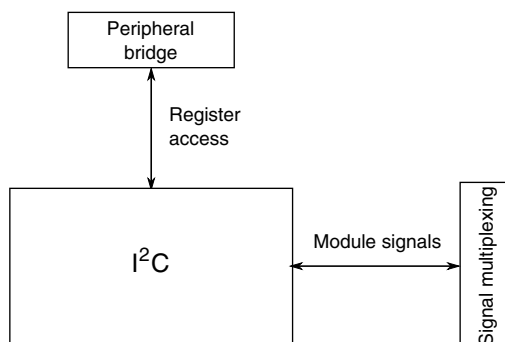 Peripheral
bridge
Register
access
I²C
Module signals
Signal multiplexing